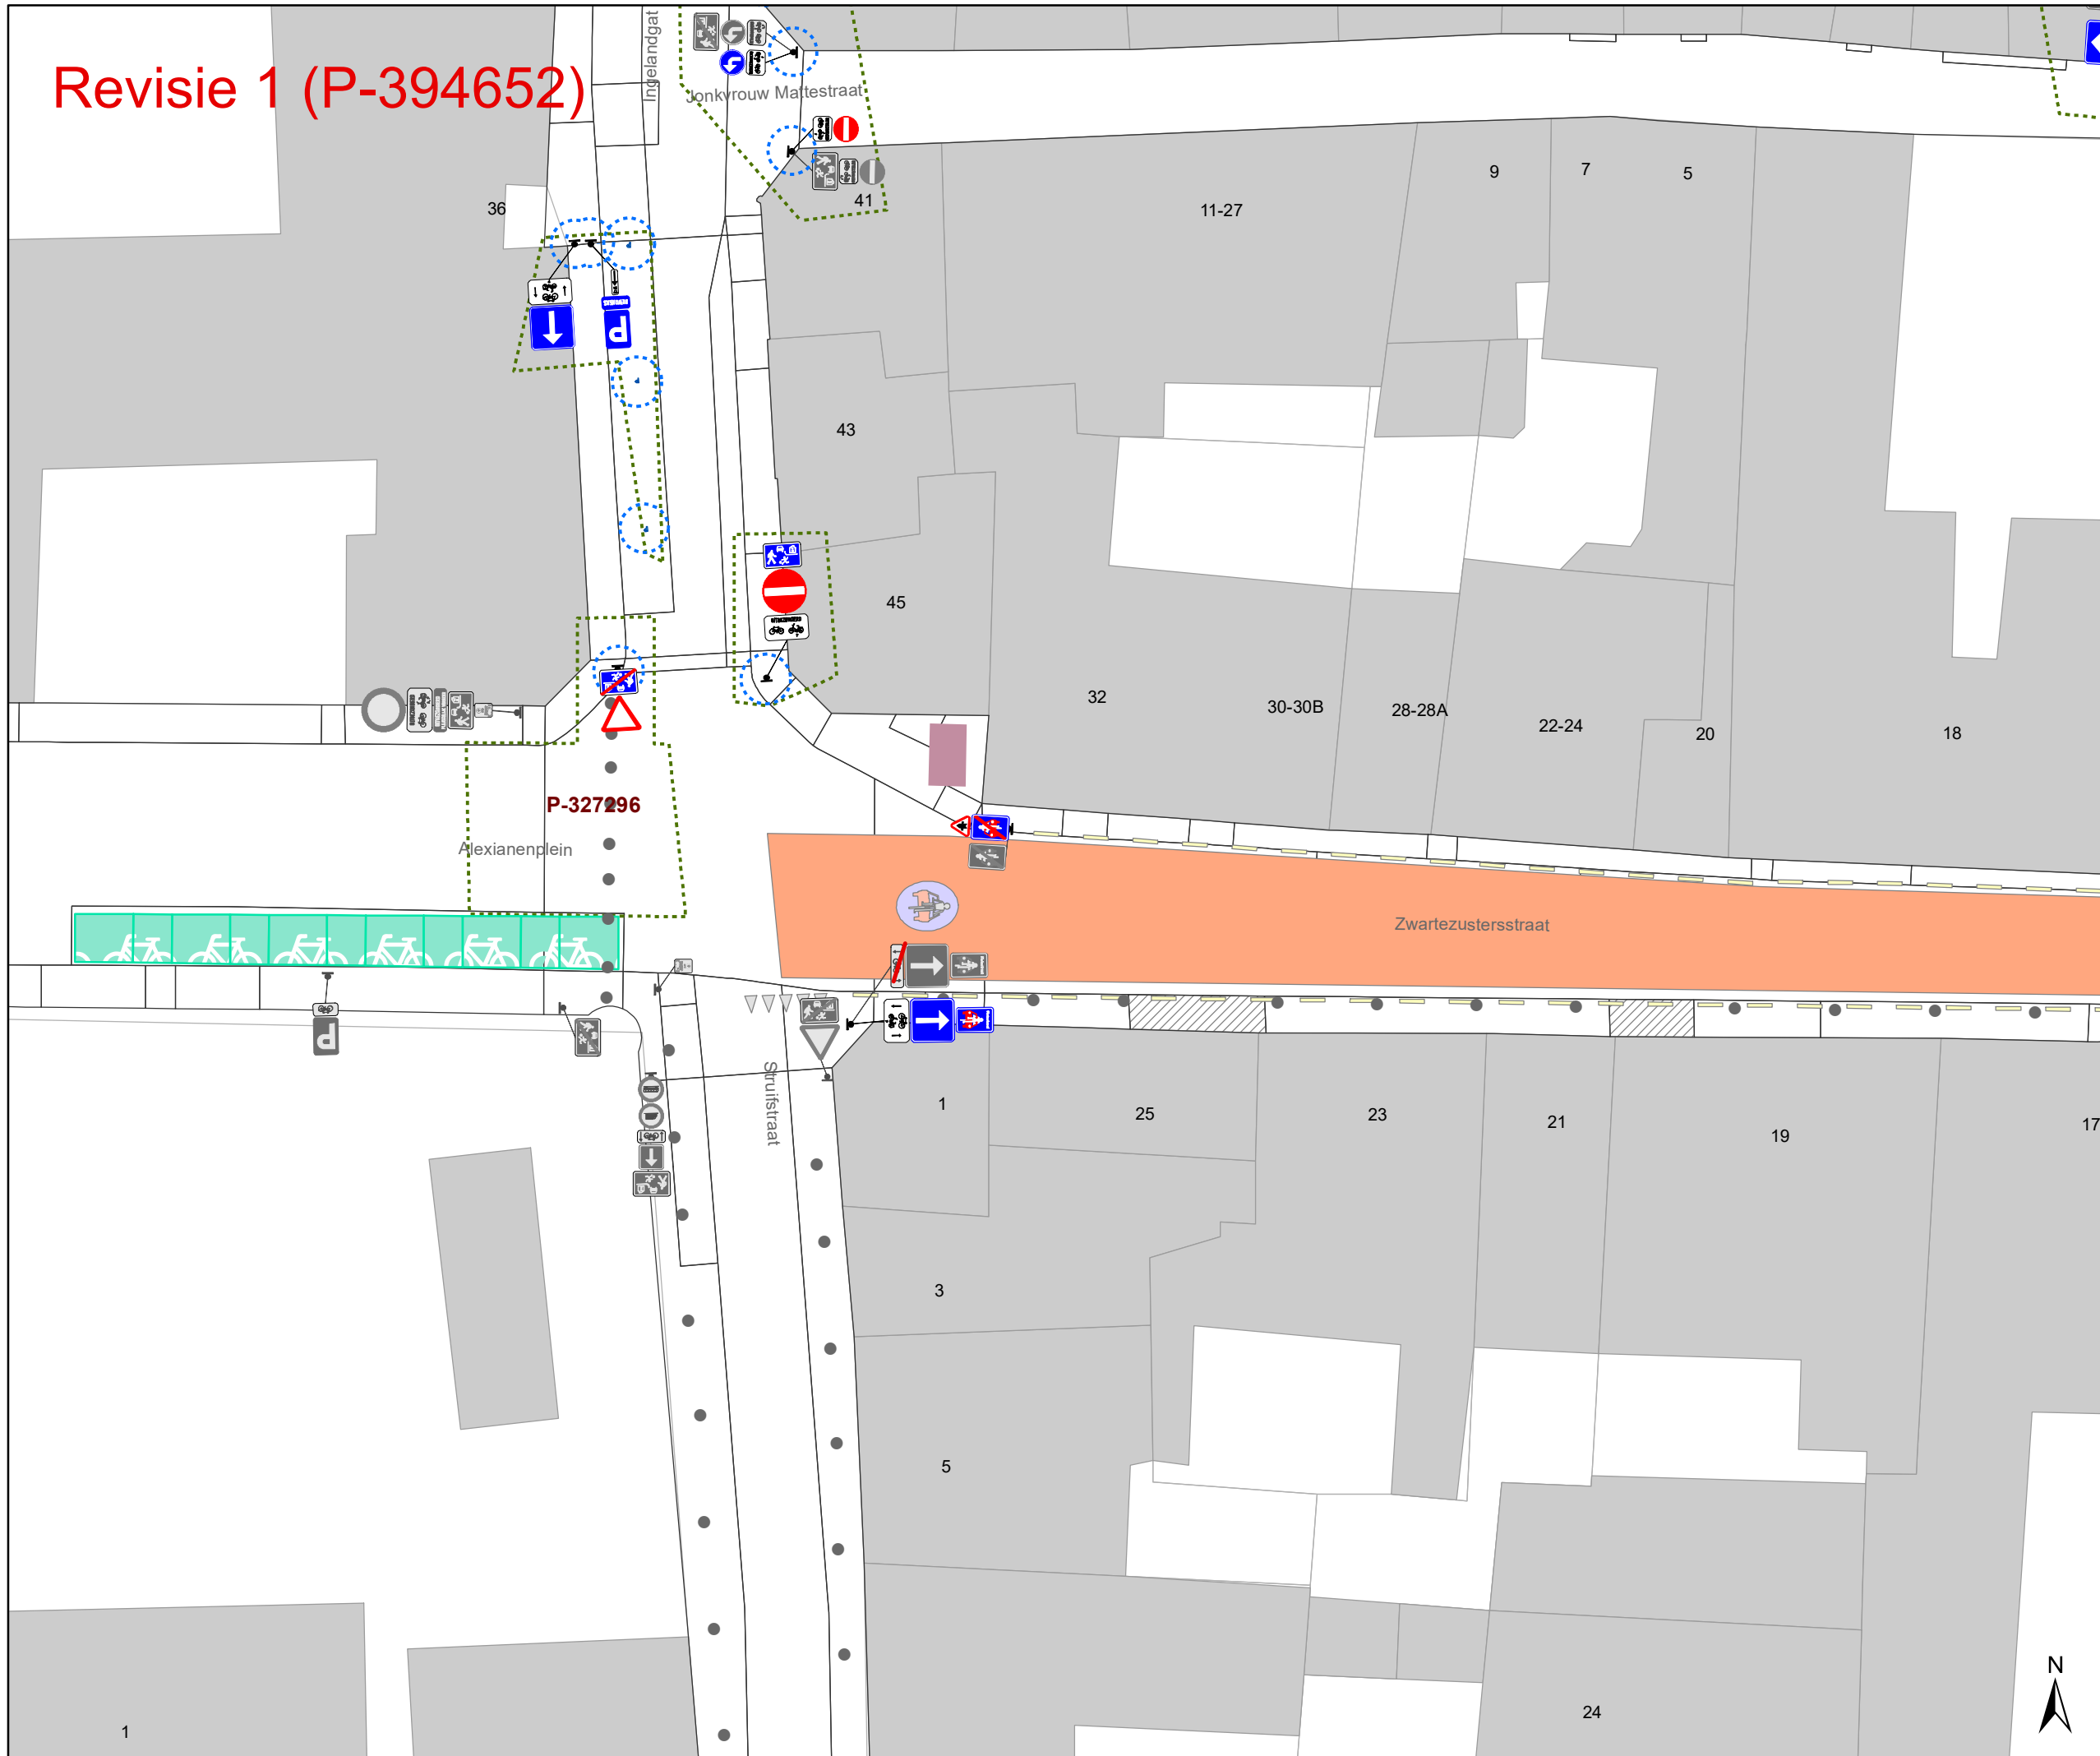 Revisie 1 (P-394652)
Ingelandgat
Jonkvrouw Mattestraat
9
7
5
41
36
11-27
P
43
45
32
30-30B
28-28A
22-24
20
18
P-327296
Alexianenplein
Zwartezustersstraat
P
Struifstraat
1
25
23
21
19
17
3
5
24
1
N